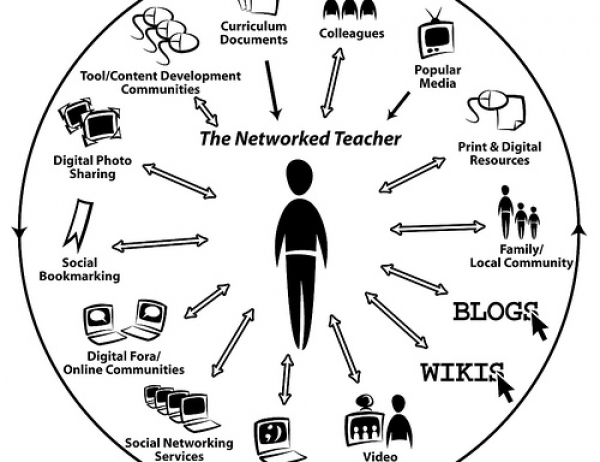 Curriculum
Documents
Colleagues
Popular
Media
Tool/Content Development
Communities
The Networked Teacher
Print & Digital
Resources
Digital Photo
Sharing
Family/
Local Community
Social
Bookmarking
BLOGS
WIKIS
Digital Fora/
Online Communities
Social Networking
Services
Video